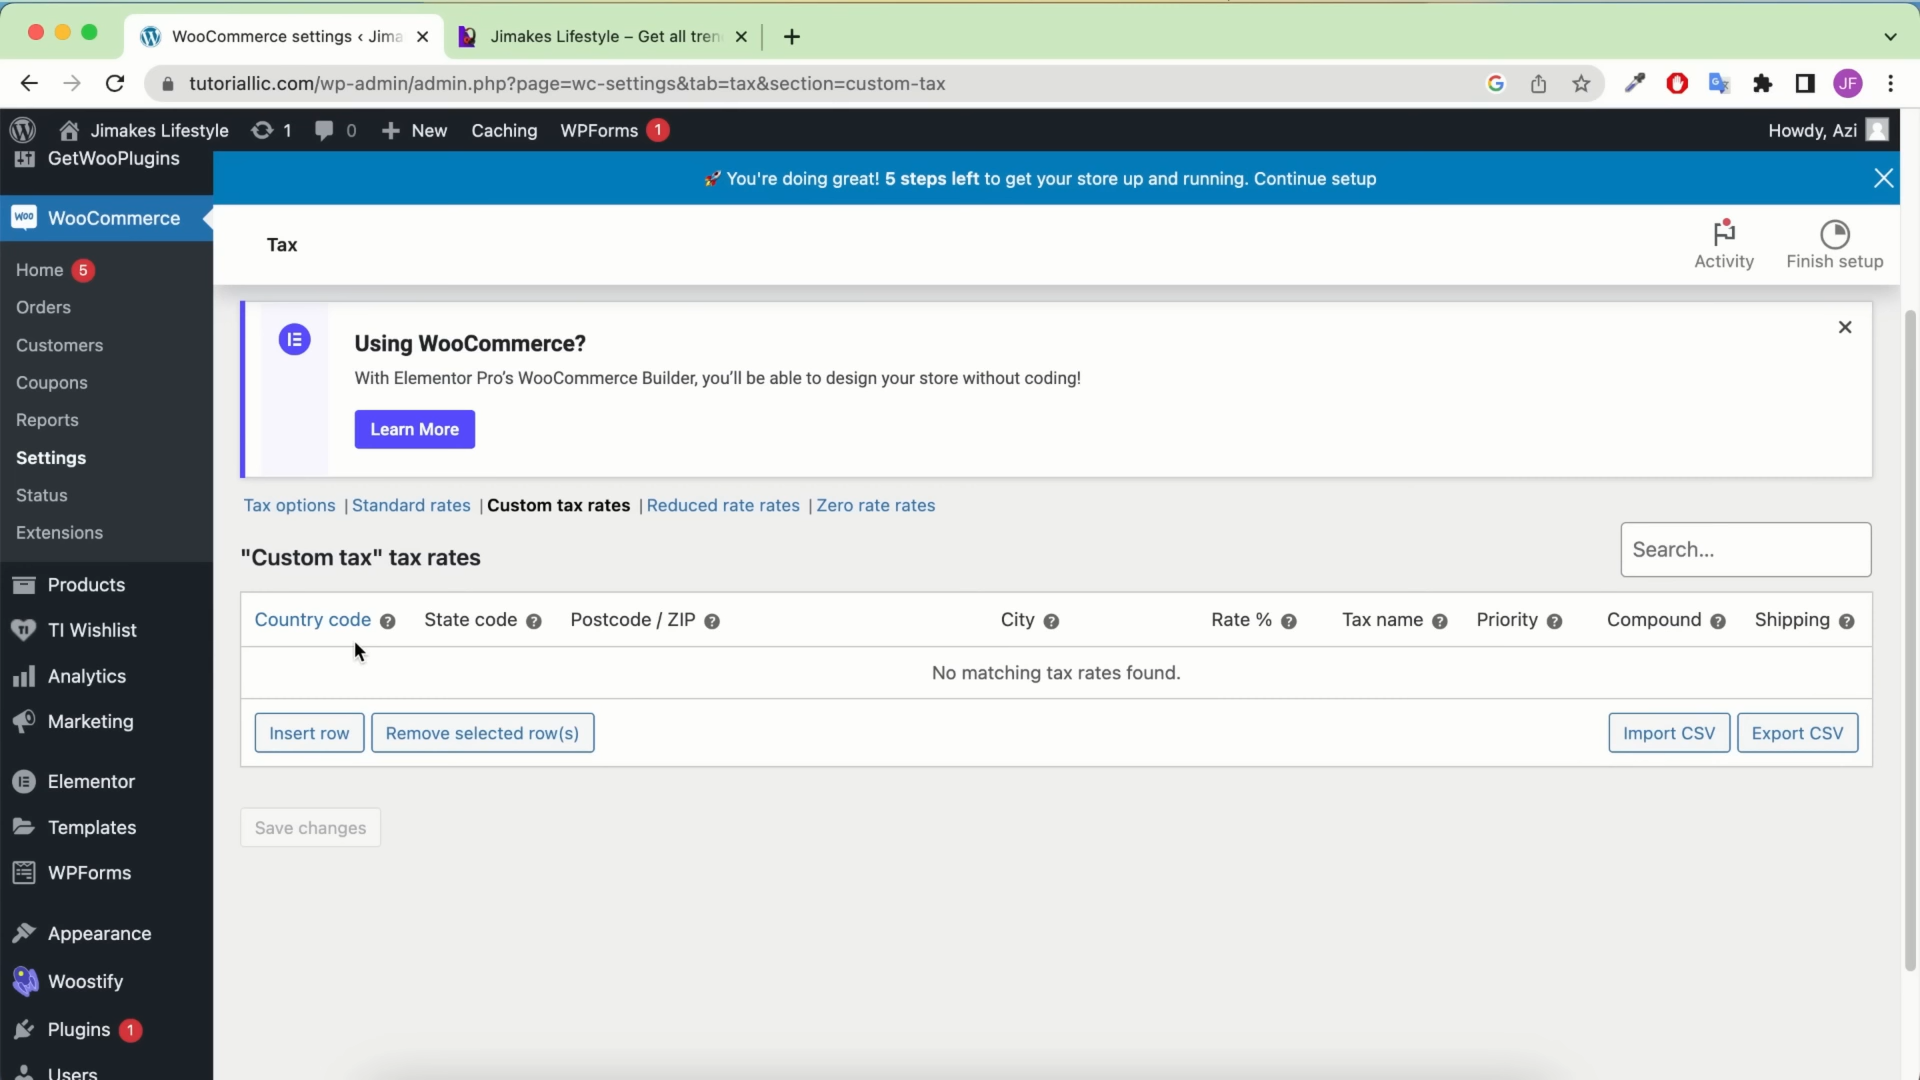 WooCommerce settings ‹ Jima
Jimakes Lifestyle – Get all tren
tutoriallic.com/wp-admin/admin.php?page=wc-settings&tab=tax&section=custom-tax
JF
Jimakes Lifestyle 1 0 New Caching WPForms 1
Howdy, Azi
GetWooPlugins
🚀 You're doing great! 5 steps left to get your store up and running. Continue setup
WooCommerce
Tax
Activity
Finish setup
Home 5
Orders
Customers
Coupons
Reports
Settings
Status
Extensions
Products
TI Wishlist
Analytics
Marketing
Elementor
Templates
WPForms
Appearance
Woostify
Plugins 1
Users
Using WooCommerce?
With Elementor Pro’s WooCommerce Builder, you’ll be able to design your store without coding!
Learn More
Tax options | Standard rates | Custom tax rates | Reduced rate rates | Zero rate rates
"Custom tax" tax rates
Search...
Country code ? State code ? Postcode / ZIP ? City ? Rate % ? Tax name ? Priority ? Compound ? Shipping ?
No matching tax rates found.
Insert row Remove selected row(s) Import CSV Export CSV
Save changes